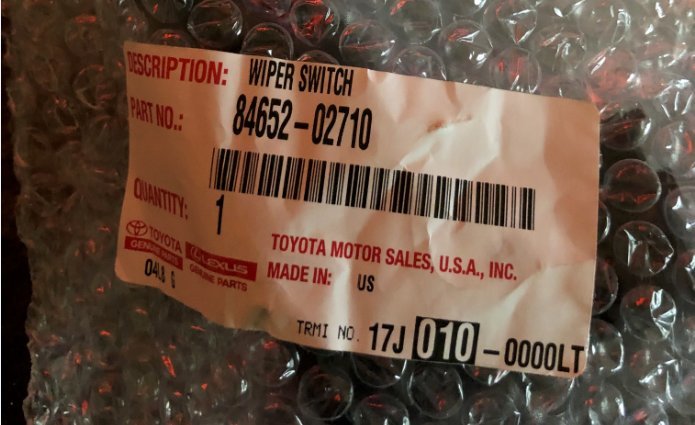 DESCRIPTION: WIPER SWITCH
PART NO.: 84652-02710
QUANTITY: 1
TOYOTA
GENUINE PARTS
LEXUS
GENUINE PARTS
04L8 G
TOYOTA MOTOR SALES, U.S.A., INC.
MADE IN: US
TRMI NO. 17J 010-0000LT